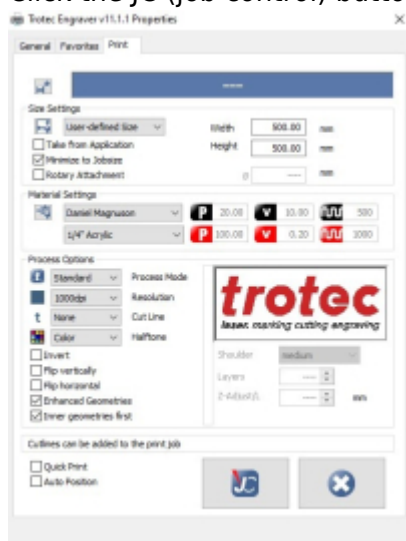 Click the JC (Job Control) butto
Trotec Engraver v11.1.1 Properties
General Favorites Print
----
Size Settings
User-defined Size Width 500.00 mm
Take from Application Height 500.00 mm
Minimize to Jobsize
Rotary Attachment ø ---- mm
Material Settings
Daniel Magnuson P 20.00 V 10.00 500
1/4" Acrylic P 100.00 V 0.20 1000
Process Options
Standard Process Mode
1000dpi Resolution
t None Cut Line
Color Halftone
trotec
laser. marking cutting engraving
Invert Shoulder medium
Flip vertically Layers ----
Flip horizontal Z-Adjust/L ---- mm
Enhanced Geometries
Inner geometries first
Cutlines can be added to the print job
Quick Print
Auto Position
JC